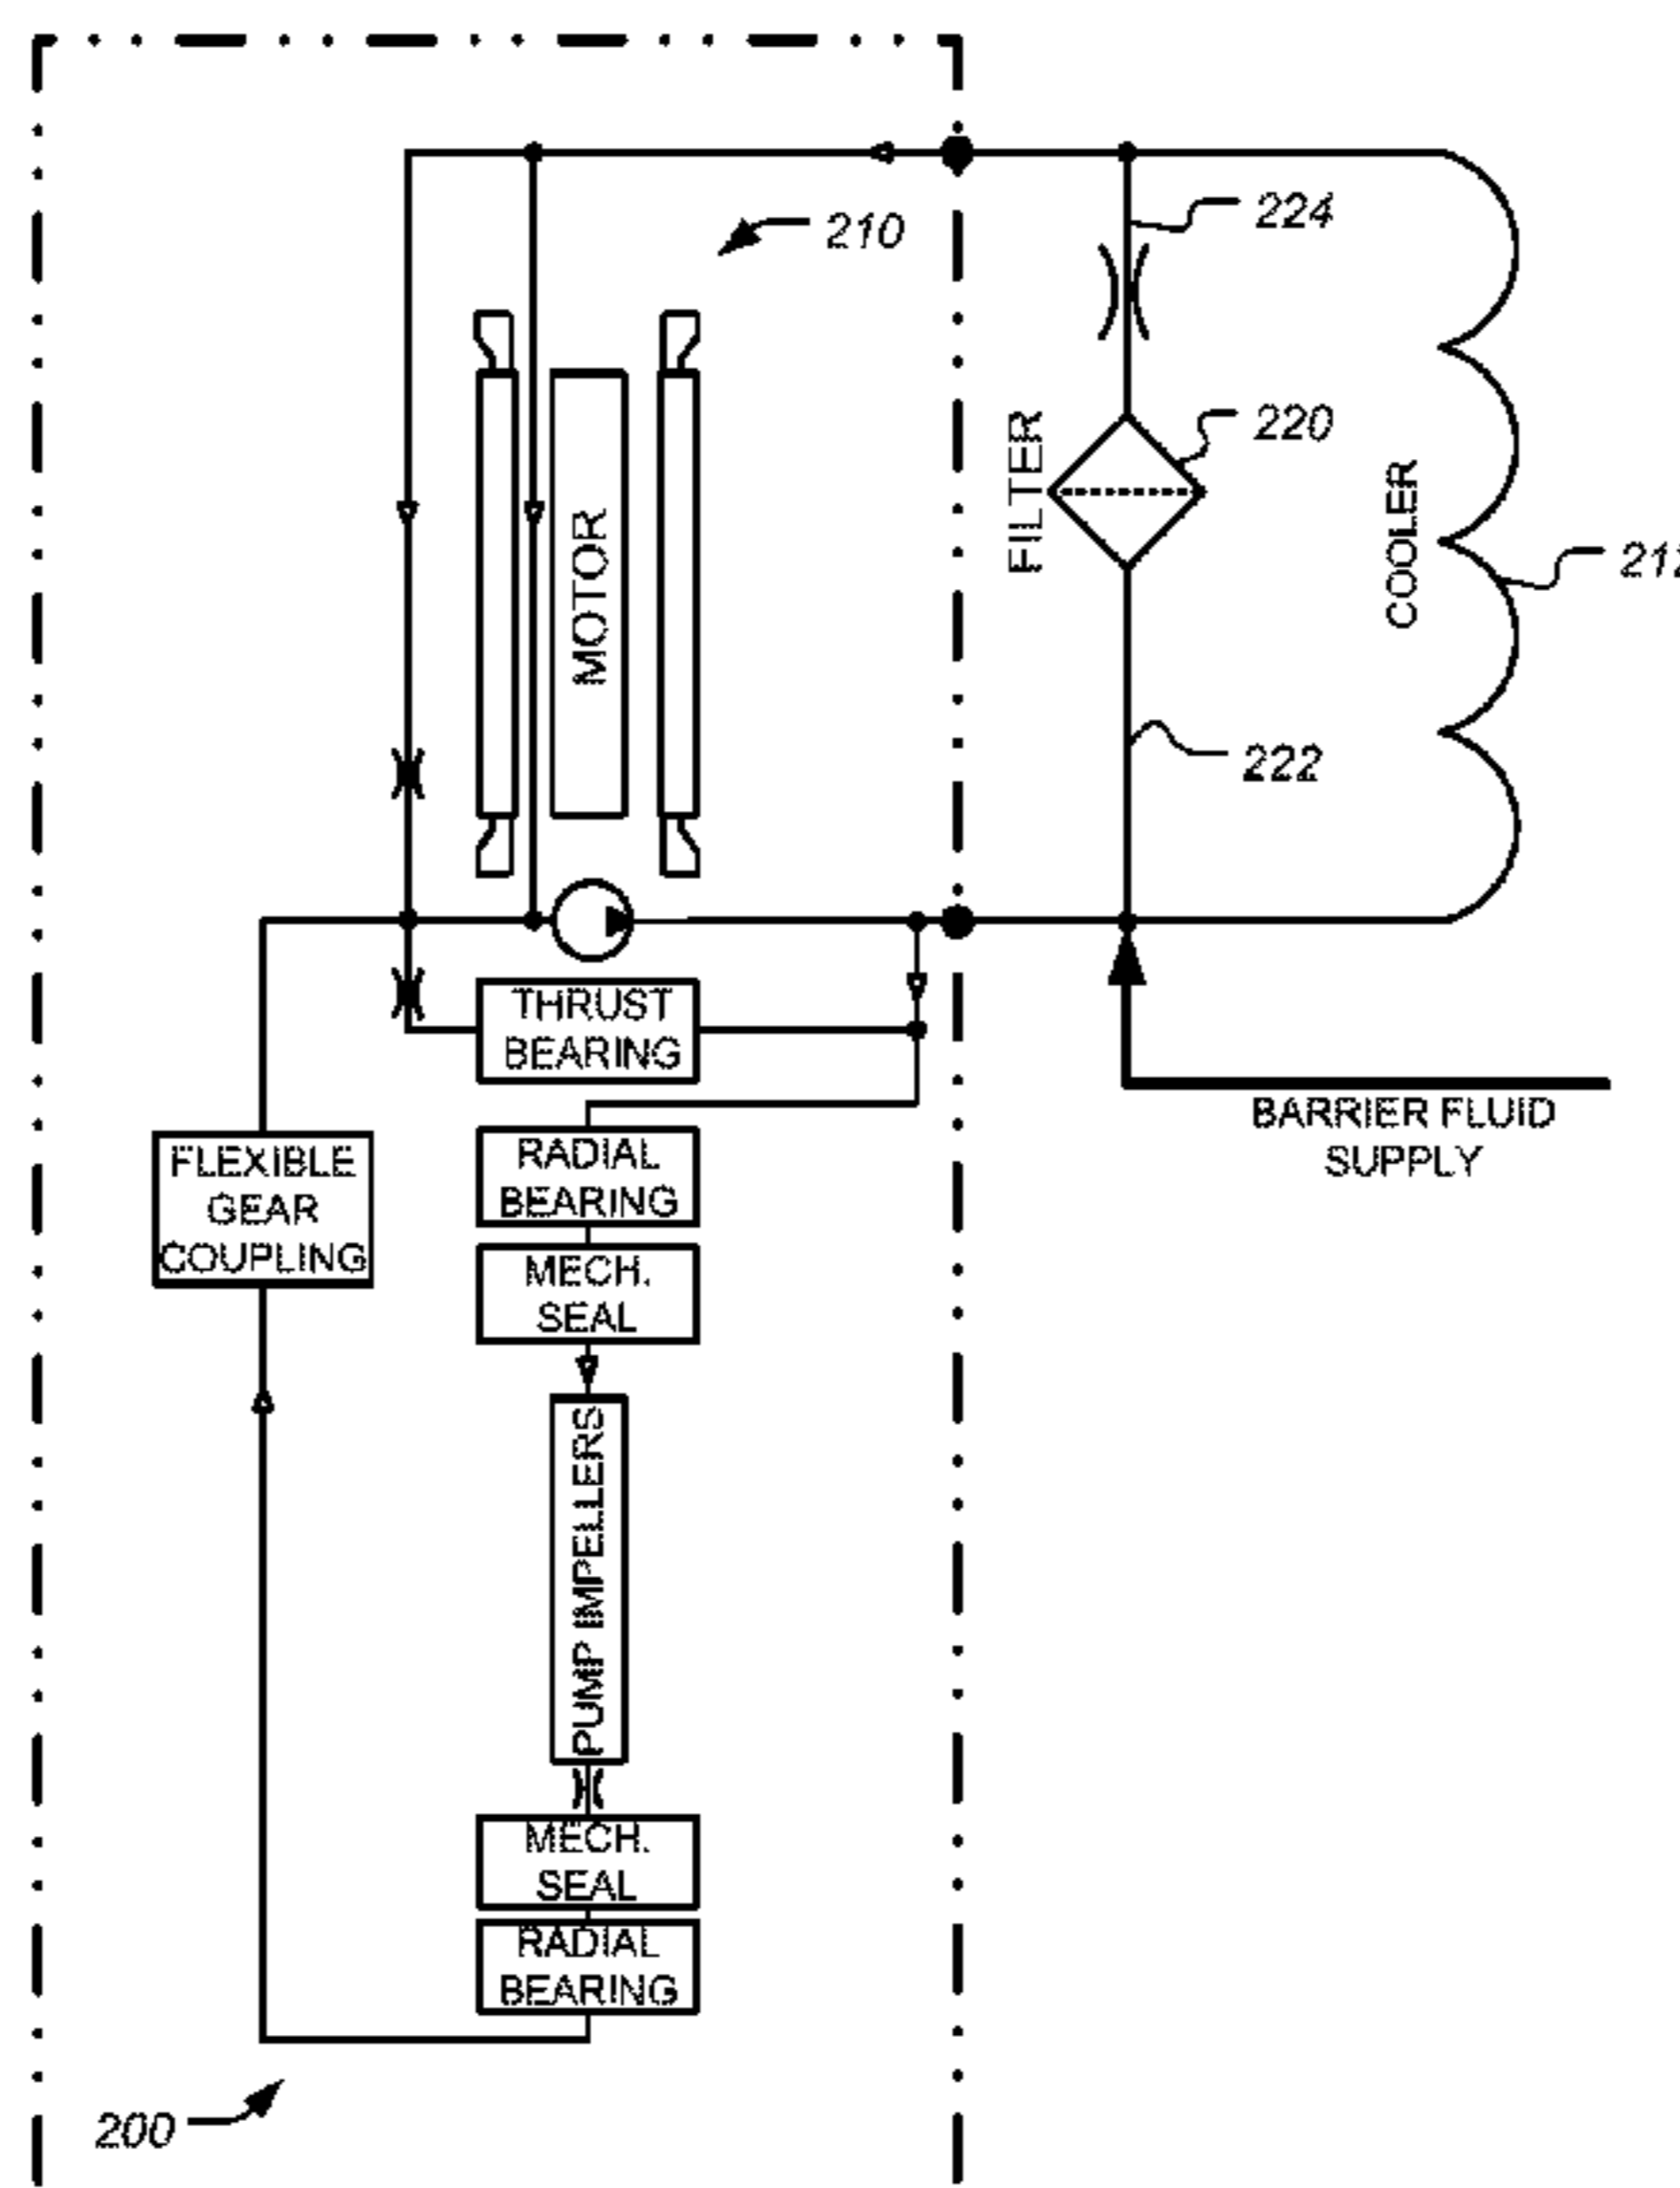 224
210
220
FILTER
COOLER
MOTOR
222
THRUST
BEARING
BARRIER FLUID
SUPPLY
RADIAL
BEARING
FLEXIBLE
GEAR
COUPLING
MECH.
SEAL
PUMP IMPELLERS
MECH.
SEAL
RADIAL
BEARING
200